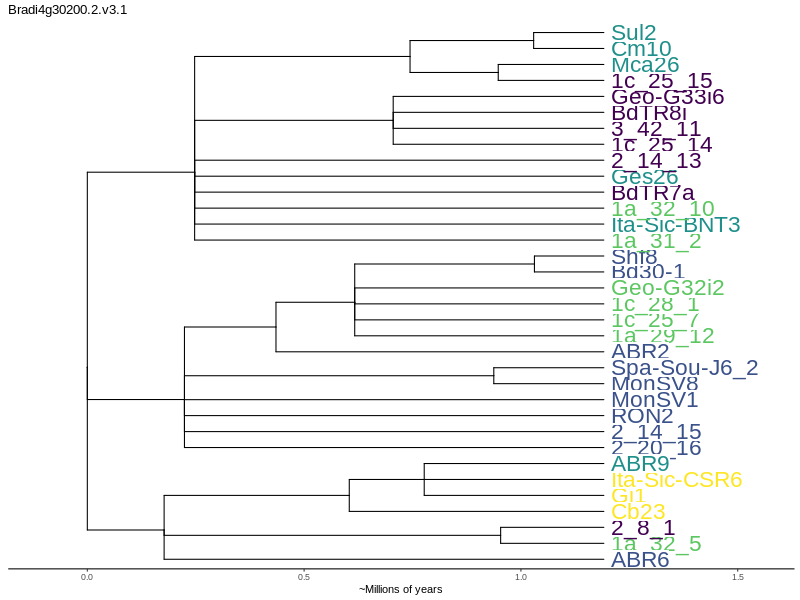 Bradi4g30200.2.v3.1
Sul2
Cm10
Mca26
1c_25_15
Geo-G33i6
BdTR8i
3_42_11
1c_25_14
2_14_13
Ges26
BdTR7a
1a_32_10
Ita-Sic-BNT3
1a_31_2
Shi8
Bd30-1
Geo-G32i2
1c_28_1
1c_25_7
1a_29_12
ABR2
Spa-Sou-J6_2
MonSV8
MonSV1
RON2
2_14_15
2_20_16
ABR9
Ita-Sic-CSR6
Gi1
Cb23
2_8_1
1a_32_5
ABR6
0.0 0.5 1.0 1.5
~Millions of years